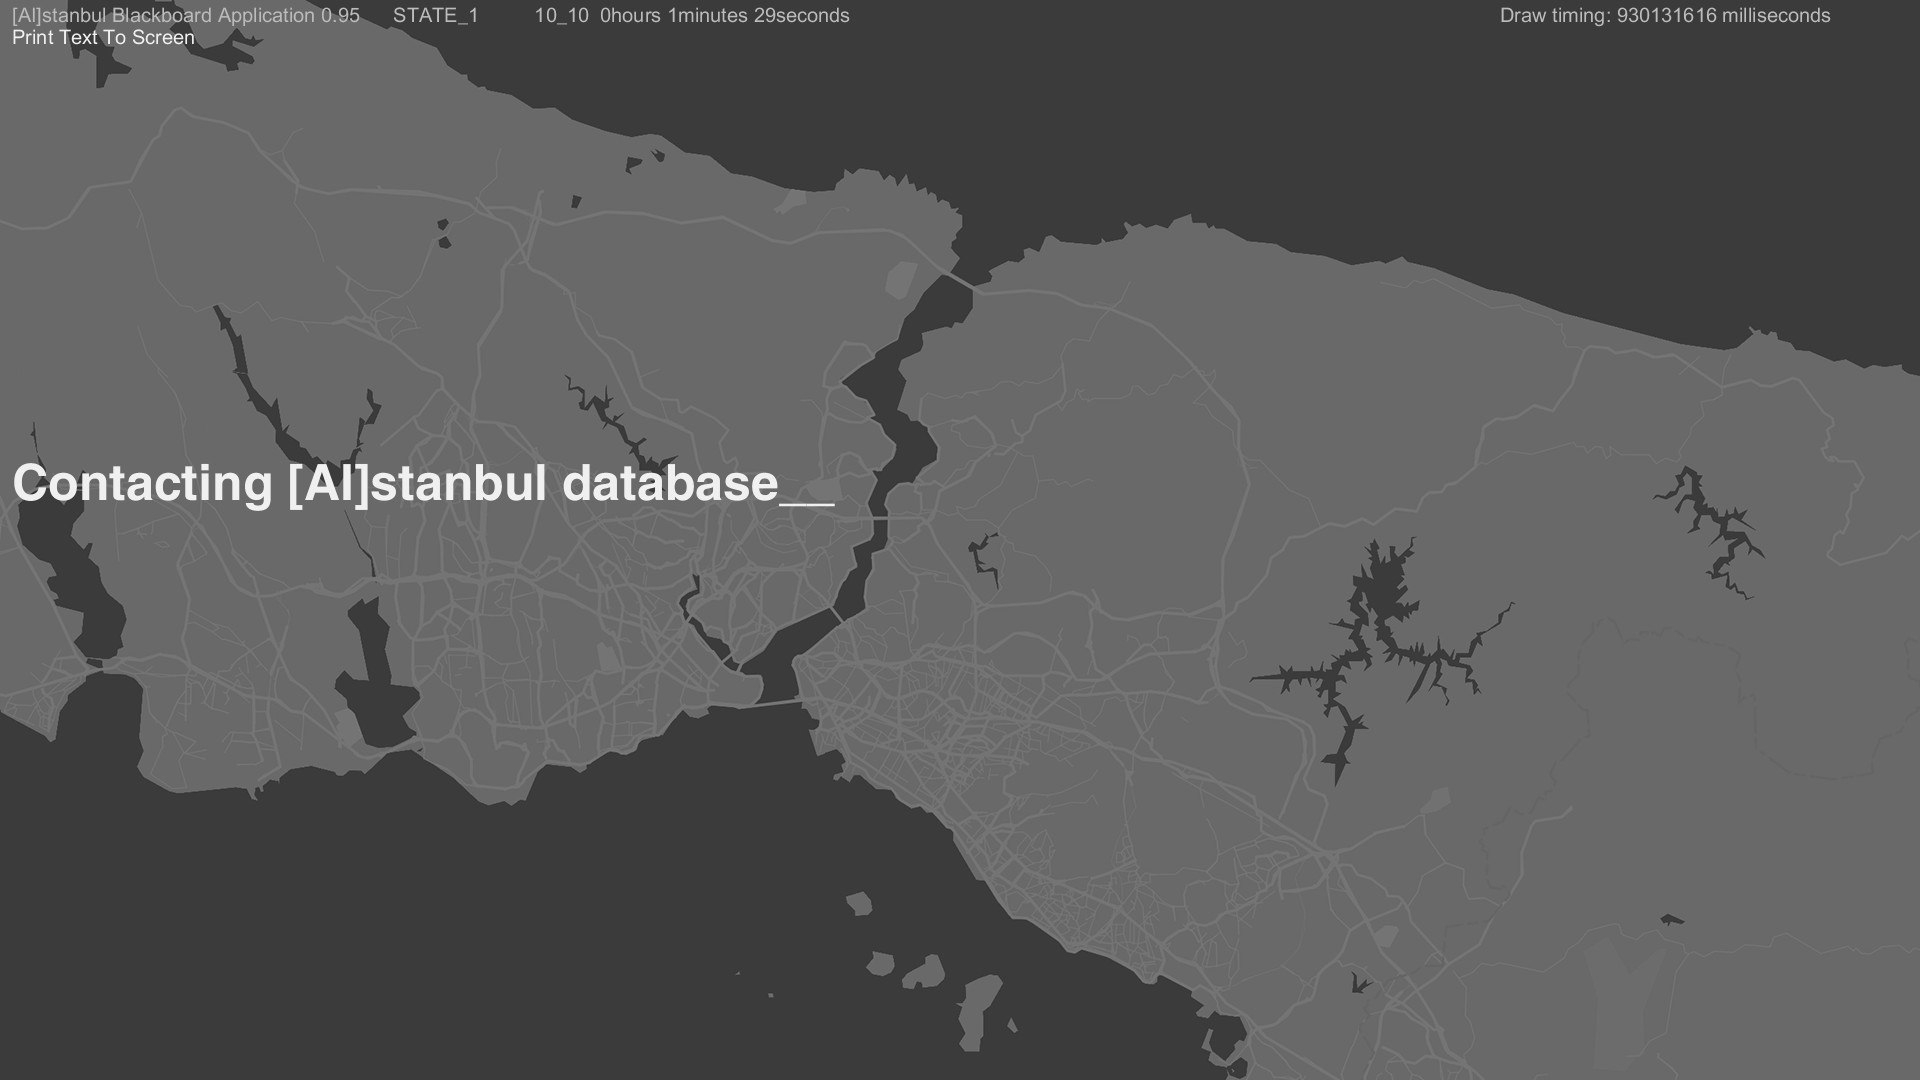 [AI]stanbul Blackboard Application 0.95 STATE_1 10_10 0hours 1minutes 29seconds Draw timing: 930131616 milliseconds
Print Text To Screen
Contacting [AI]stanbul database__